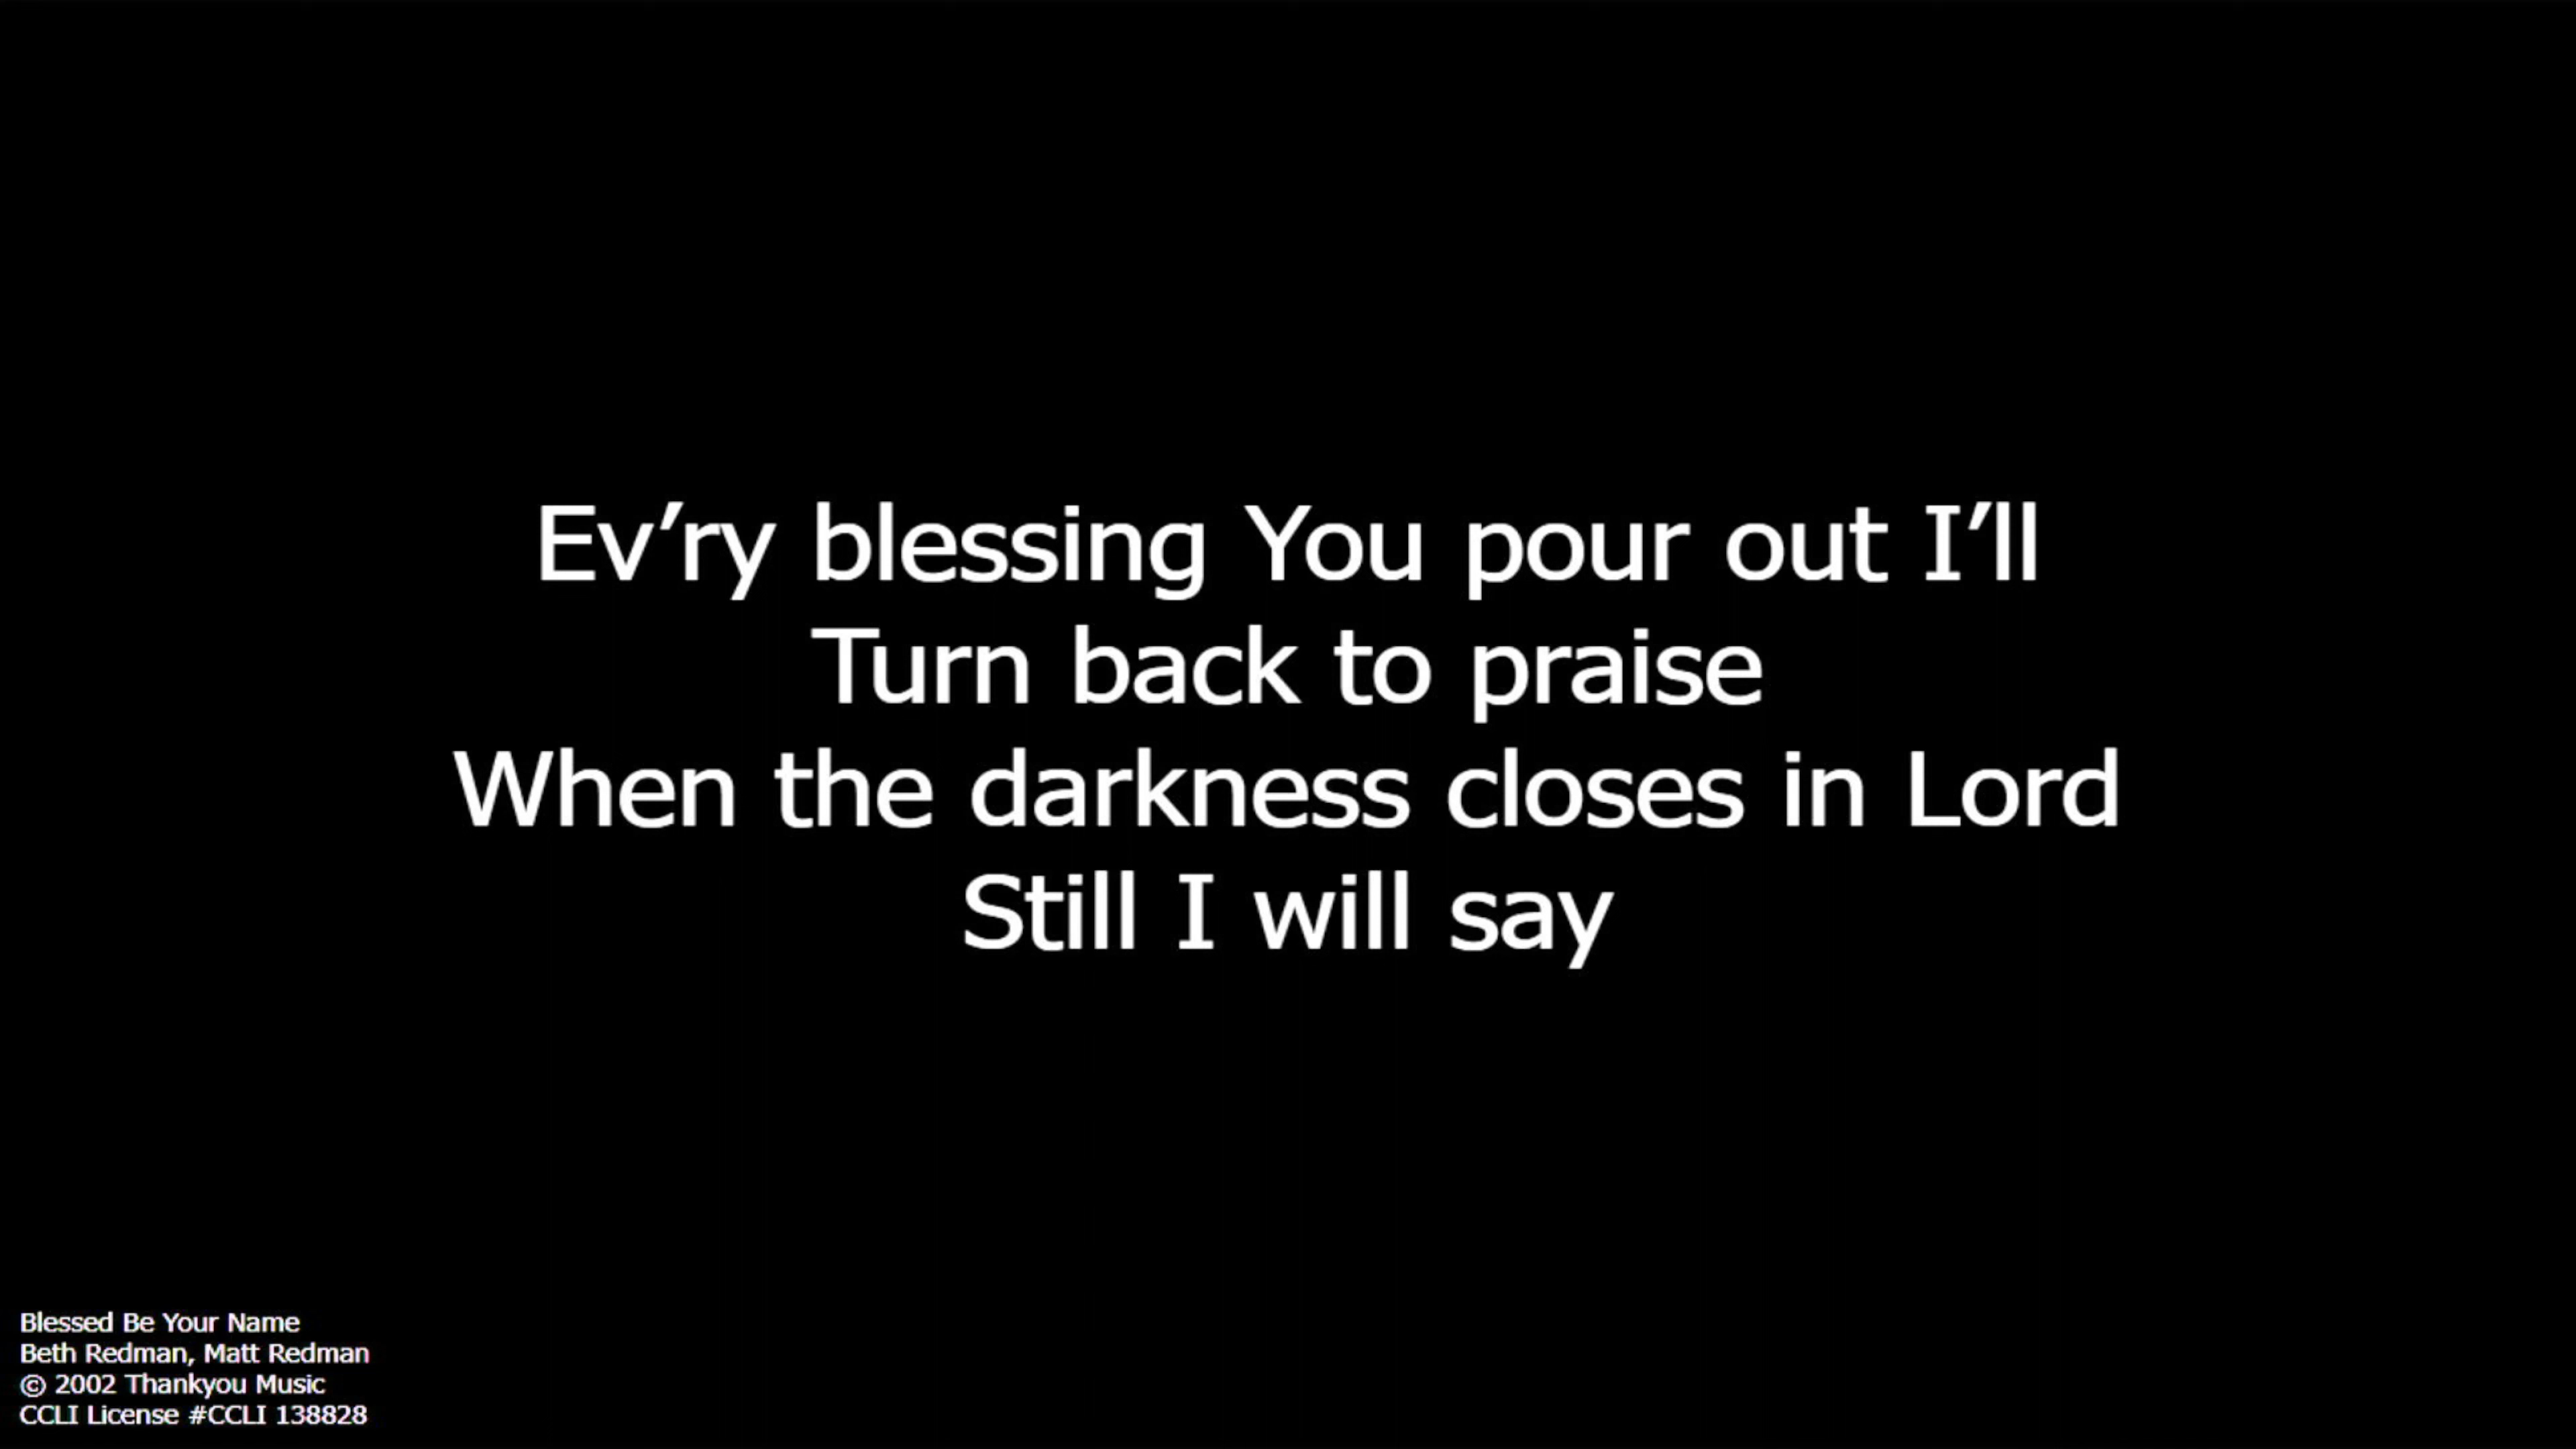 Ev’ry blessing You pour out I’ll
Turn back to praise
When the darkness closes in Lord
Still I will say
Blessed Be Your Name
Beth Redman, Matt Redman
© 2002 Thankyou Music
CCLI License #CCLI 138828